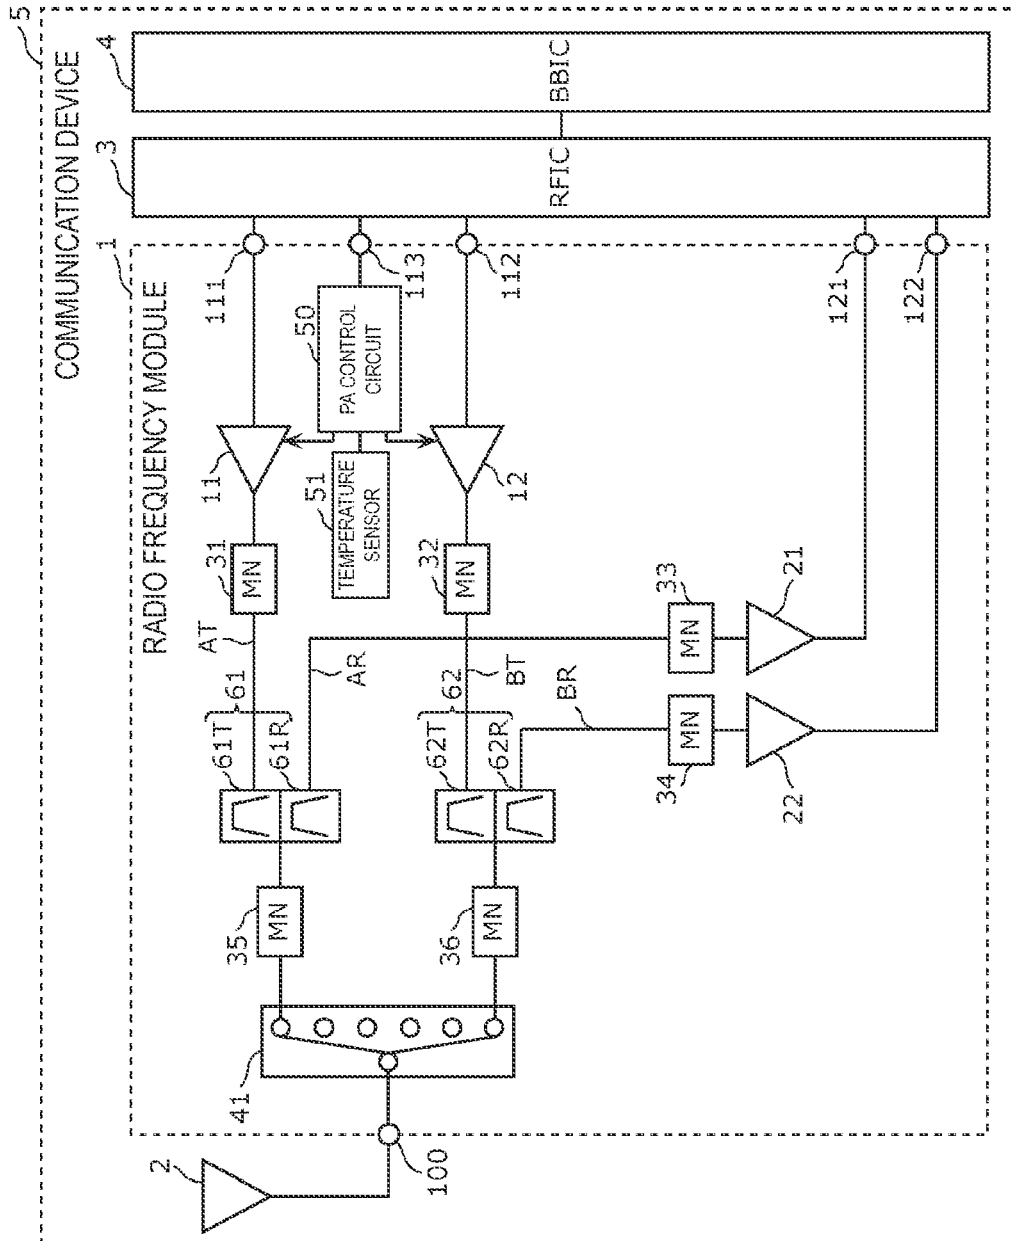 5
COMMUNICATION DEVICE
4
BBIC
3
RFIC
1
RADIO FREQUENCY MODULE
111
113
112
121
122
50
PA CONTROL
CIRCUIT
11
12
51
TEMPERATURE
SENSOR
31
MN
32
MN
33
MN
21
34
MN
22
AT
AR
BT
BR
61
61T
61R
62
62T
62R
35
MN
36
MN
41
2
100